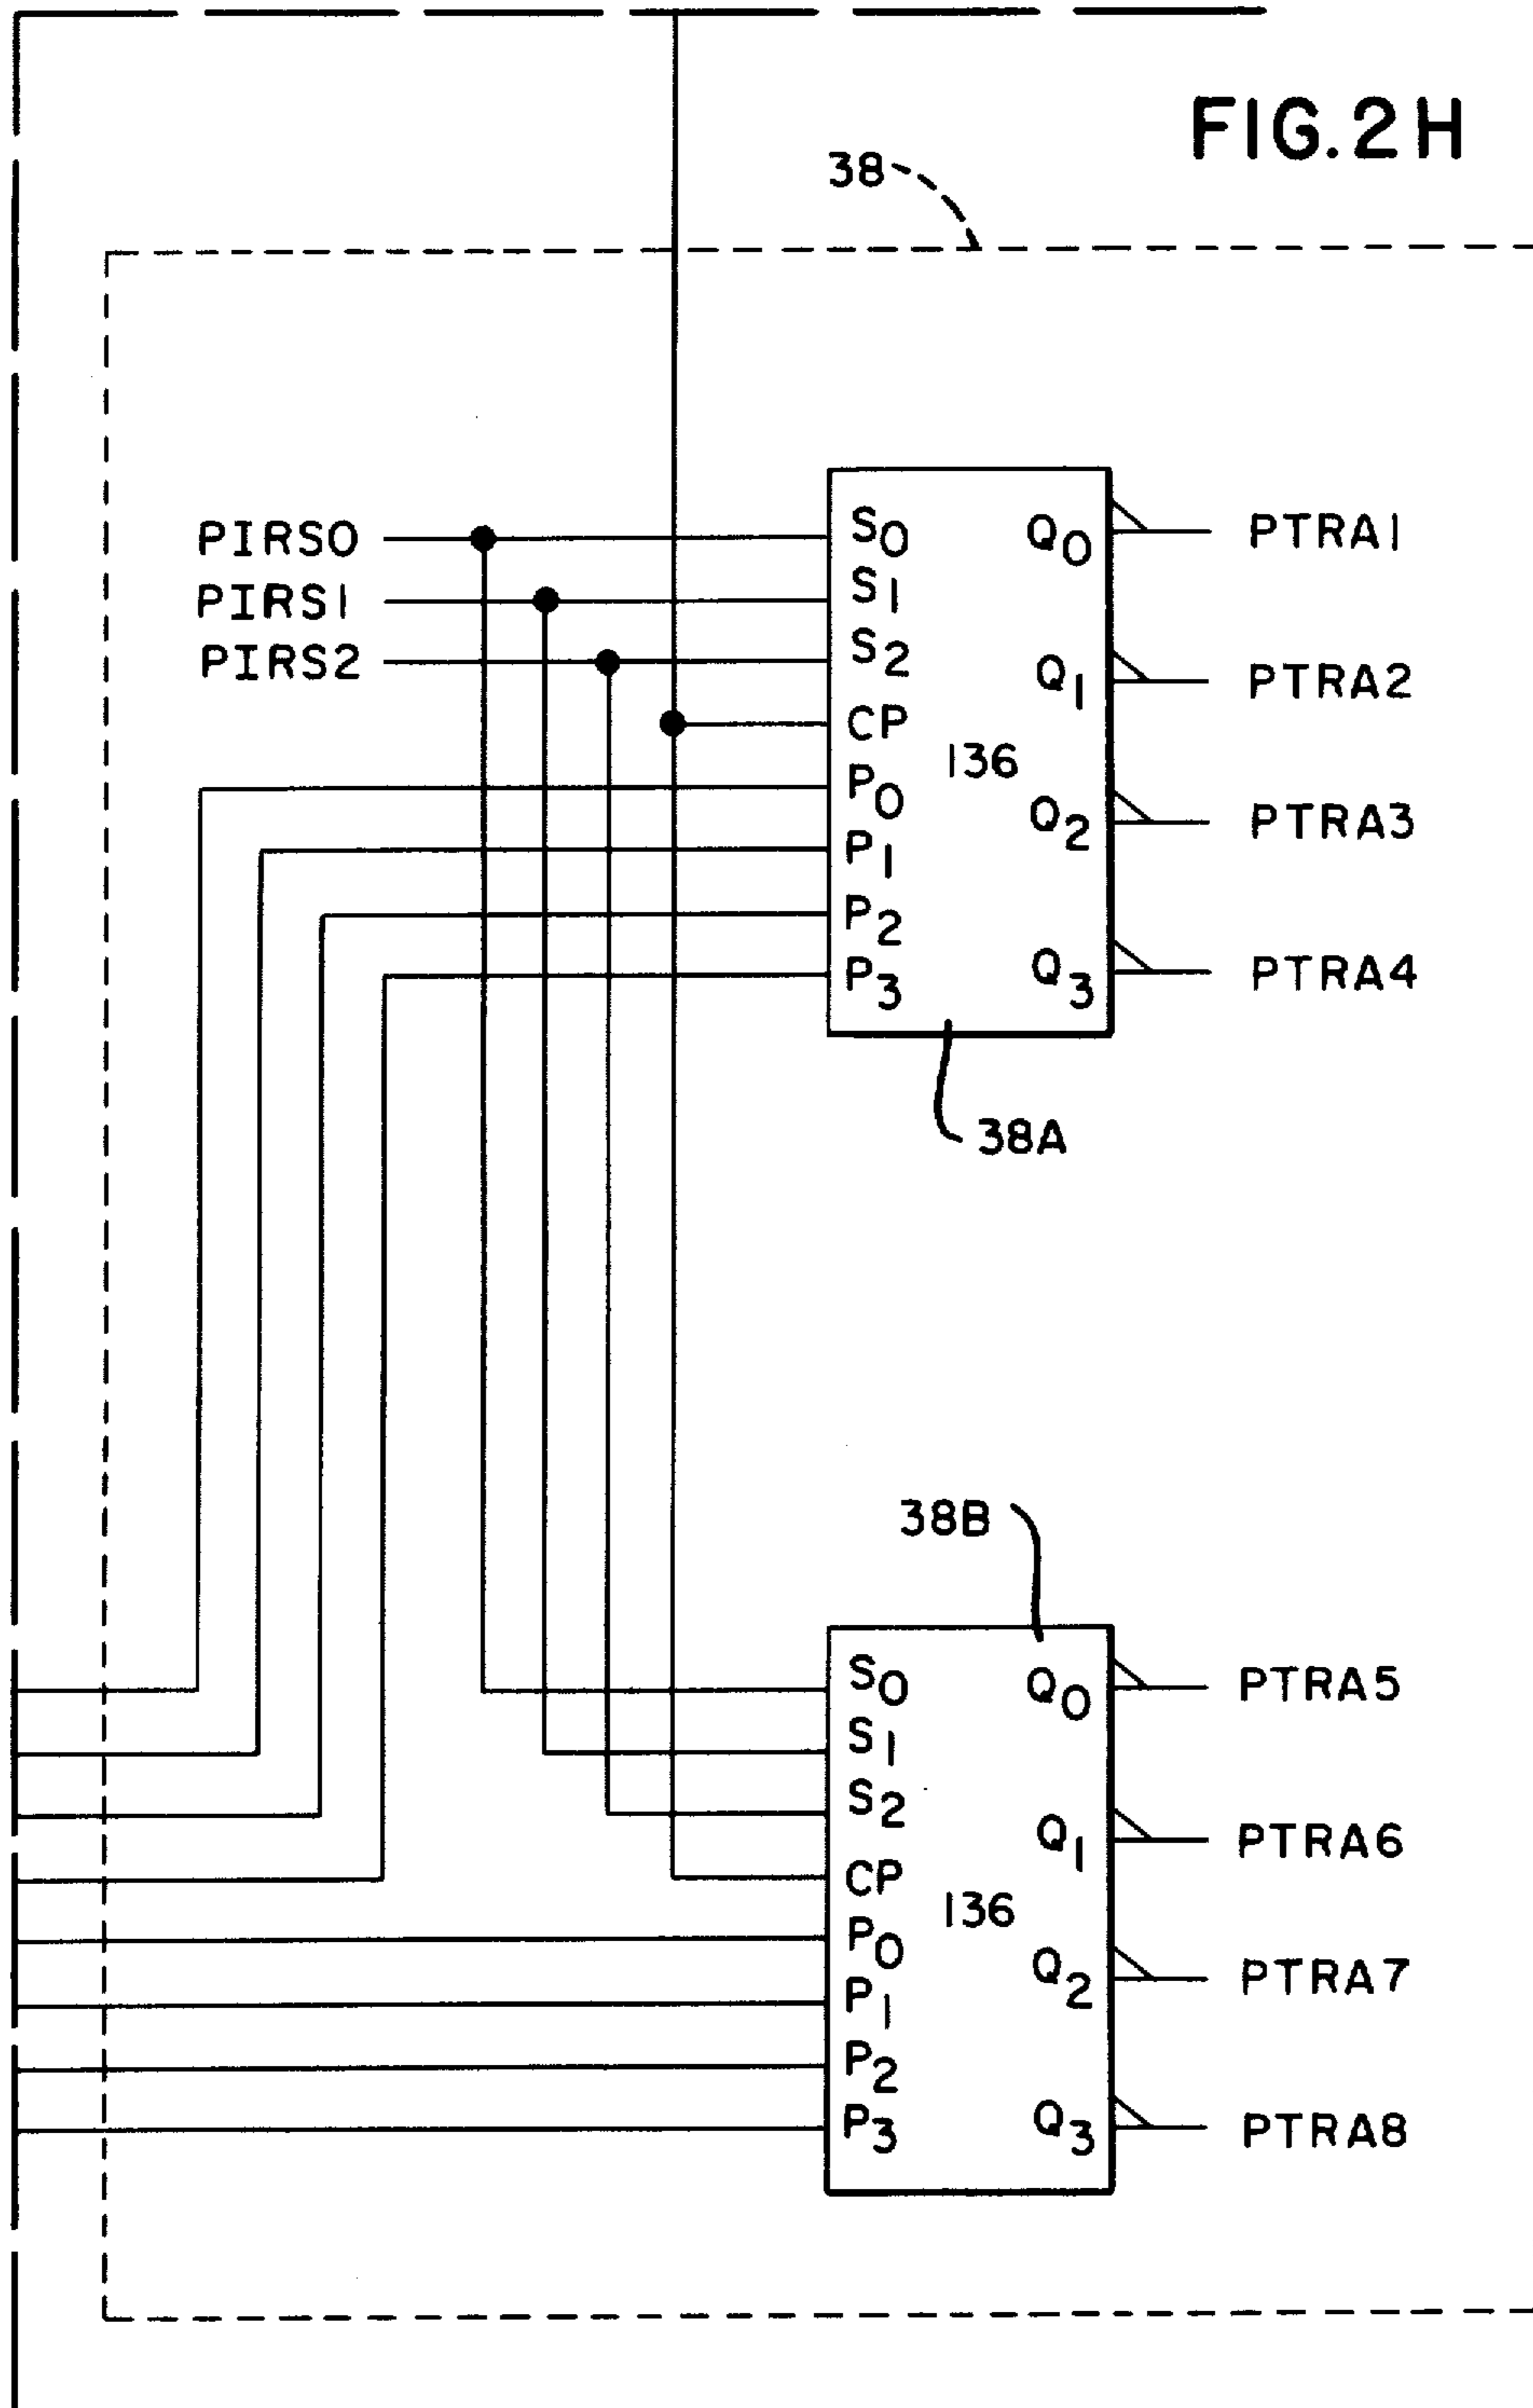 FIG.2H
38
PIRS0
PIRS1
PIRS2
S0
S1
S2
CP
P0
P1
P2
P3
136
Q0
Q1
Q2
Q3
PTRA1
PTRA2
PTRA3
PTRA4
38A
38B
S0
S1
S2
CP
P0
P1
P2
P3
136
Q0
Q1
Q2
Q3
PTRA5
PTRA6
PTRA7
PTRA8